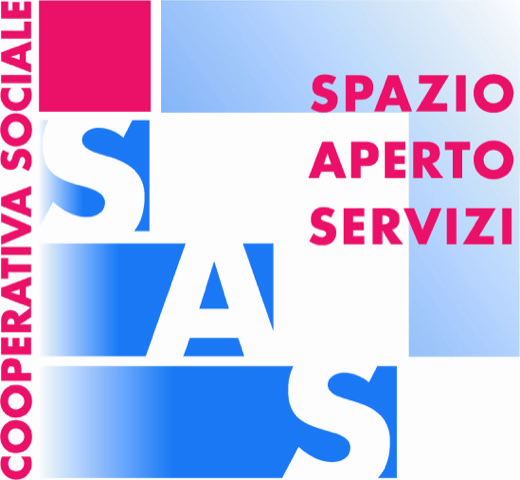 COOPERATIVA SOCIALE
SPAZIO
APERTO
SERVIZI
S
A
S